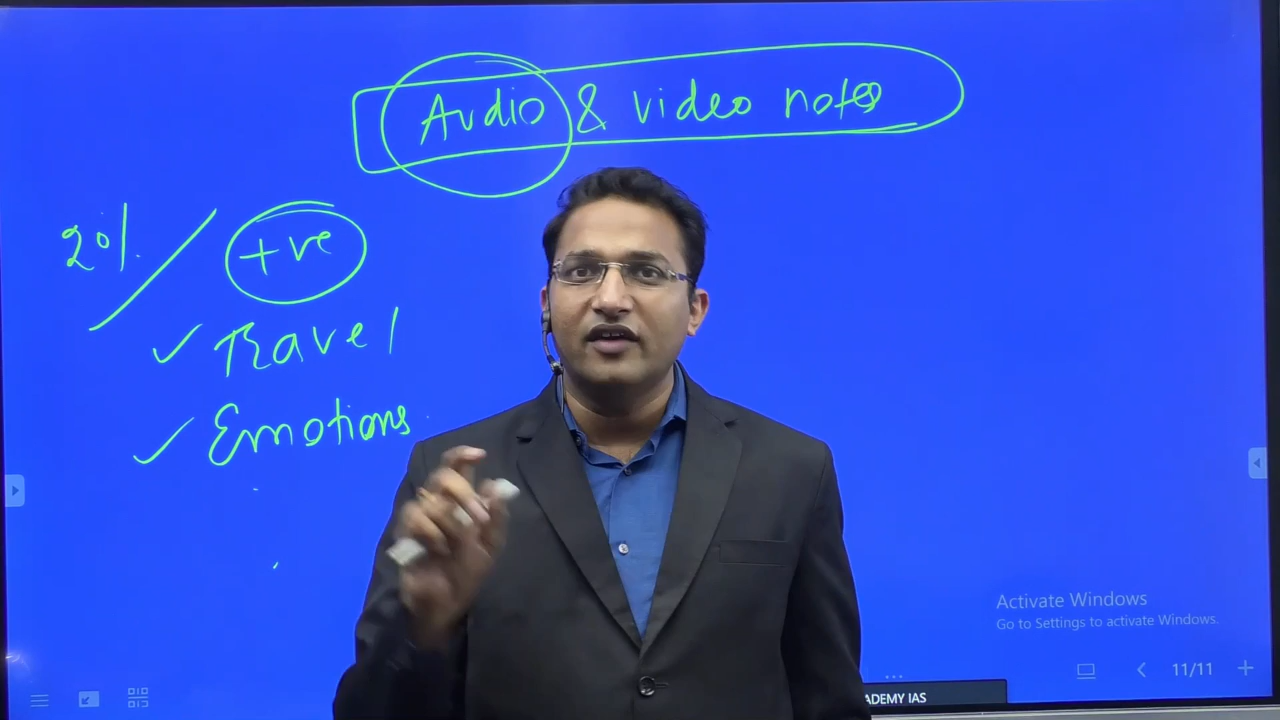 Audio & video notes
20%
+ve
✓ Travel
✓ Emotions
Activate Windows
Go to Settings to activate Windows.
11/11
ADEMY IAS